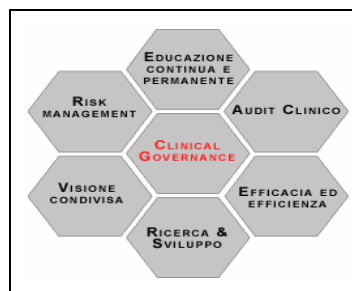 EDUCAZIONE
CONTINUA E
PERMANENTE
RISK
MANAGEMENT
AUDIT CLINICO
CLINICAL
GOVERNANCE
VISIONE
CONDIVISA
EFFICACIA ED
EFFICIENZA
RICERCA &
SVILUPPO